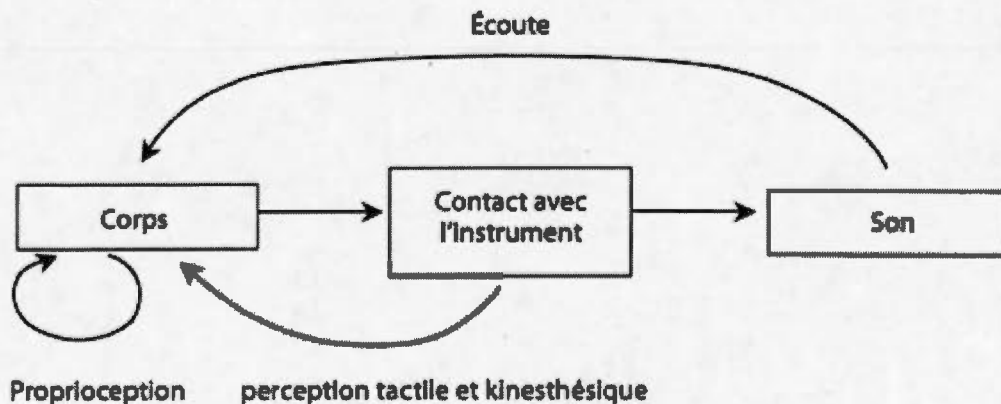 Écoute
Corps
Contact avec
l'Instrument
Son
Proprioception
perception tactile et kinesthésique